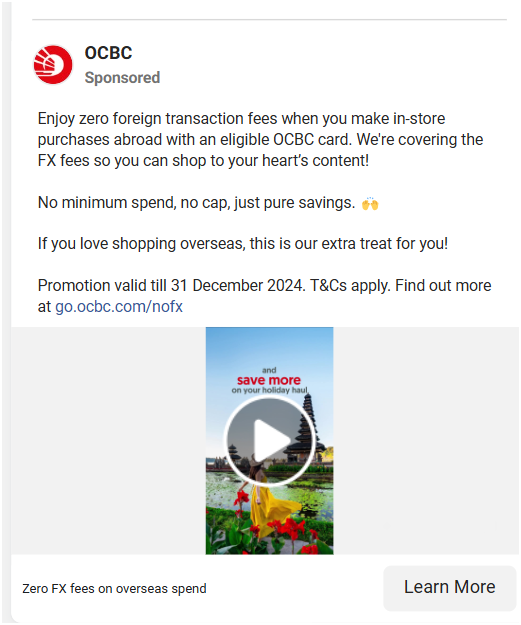 OCBC
Sponsored
Enjoy zero foreign transaction fees when you make in-store
purchases abroad with an eligible OCBC card. We're covering the
FX fees so you can shop to your heart’s content!
No minimum spend, no cap, just pure savings. 🙌
If you love shopping overseas, this is our extra treat for you!
Promotion valid till 31 December 2024. T&Cs apply. Find out more
at go.ocbc.com/nofx
and
save more
on your holiday haul
Zero FX fees on overseas spend
Learn More